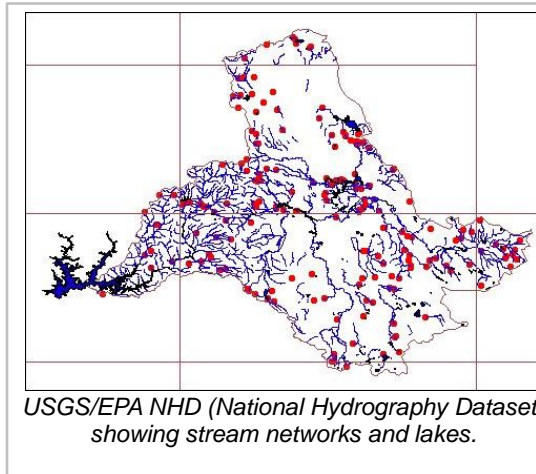 USGS/EPA NHD (National Hydrography Dataset
showing stream networks and lakes.